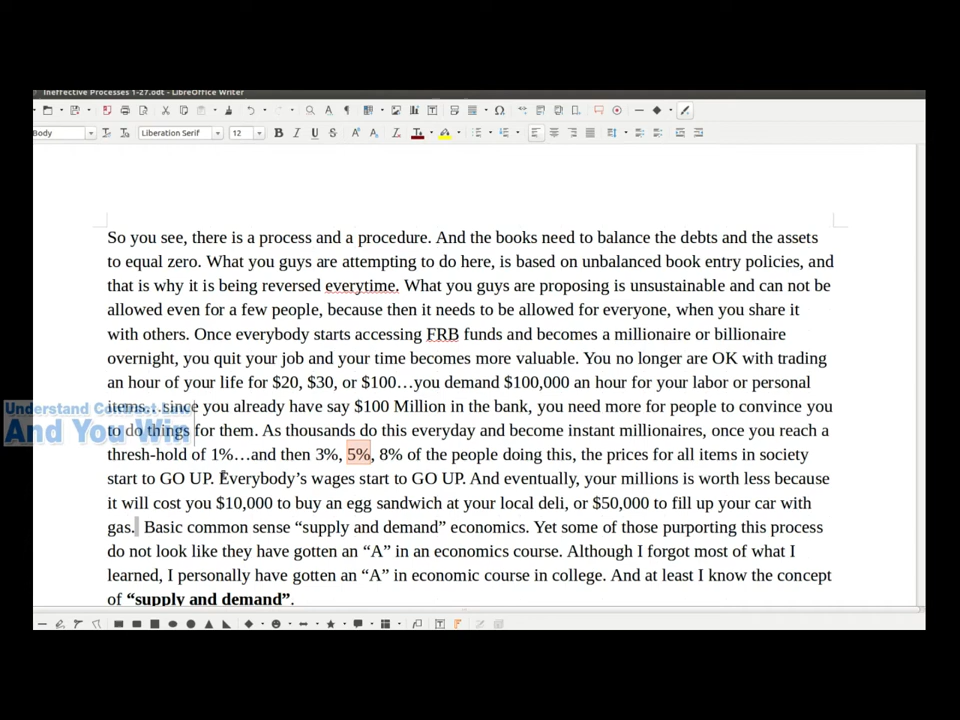 Ineffective Processes 1-27.odt - LibreOffice Writer
Body Liberation Serif 12
So you see, there is a process and a procedure. And the books need to balance the debts and the assets
to equal zero. What you guys are attempting to do here, is based on unbalanced book entry policies, and
that is why it is being reversed everytime. What you guys are proposing is unsustainable and can not be
allowed even for a few people, because then it needs to be allowed for everyone, when you share it
with others. Once everybody starts accessing FRB funds and becomes a millionaire or billionaire
overnight, you quit your job and your time becomes more valuable. You no longer are OK with trading
an hour of your life for $20, $30, or $100…you demand $100,000 an hour for your labor or personal
items…since you already have say $100 Million in the bank, you need more for people to convince you
to do things for them. As thousands do this everyday and become instant millionaires, once you reach a
thresh-hold of 1%…and then 3%, 5%, 8% of the people doing this, the prices for all items in society
start to GO UP. Everybody’s wages start to GO UP. And eventually, your millions is worth less because
it will cost you $10,000 to buy an egg sandwich at your local deli, or $50,000 to fill up your car with
gas. Basic common sense “supply and demand” economics. Yet some of those purporting this process
do not look like they have gotten an “A” in an economics course. Although I forgot most of what I
learned, I personally have gotten an “A” in economic course in college. And at least I know the concept
of “supply and demand”.
Understand Contract Law
And You Win